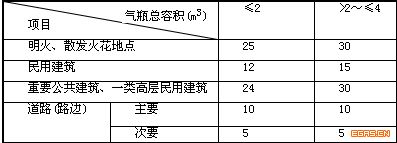 气瓶总容积(m³) ≤2 >2～≤4
项目
明火、散发火花地点 25 30
民用建筑 12 15
重要公共建筑、一类高层民用建筑 24 30
道路(路边) 主要 10 10
次要 5 5
EGAS.CN